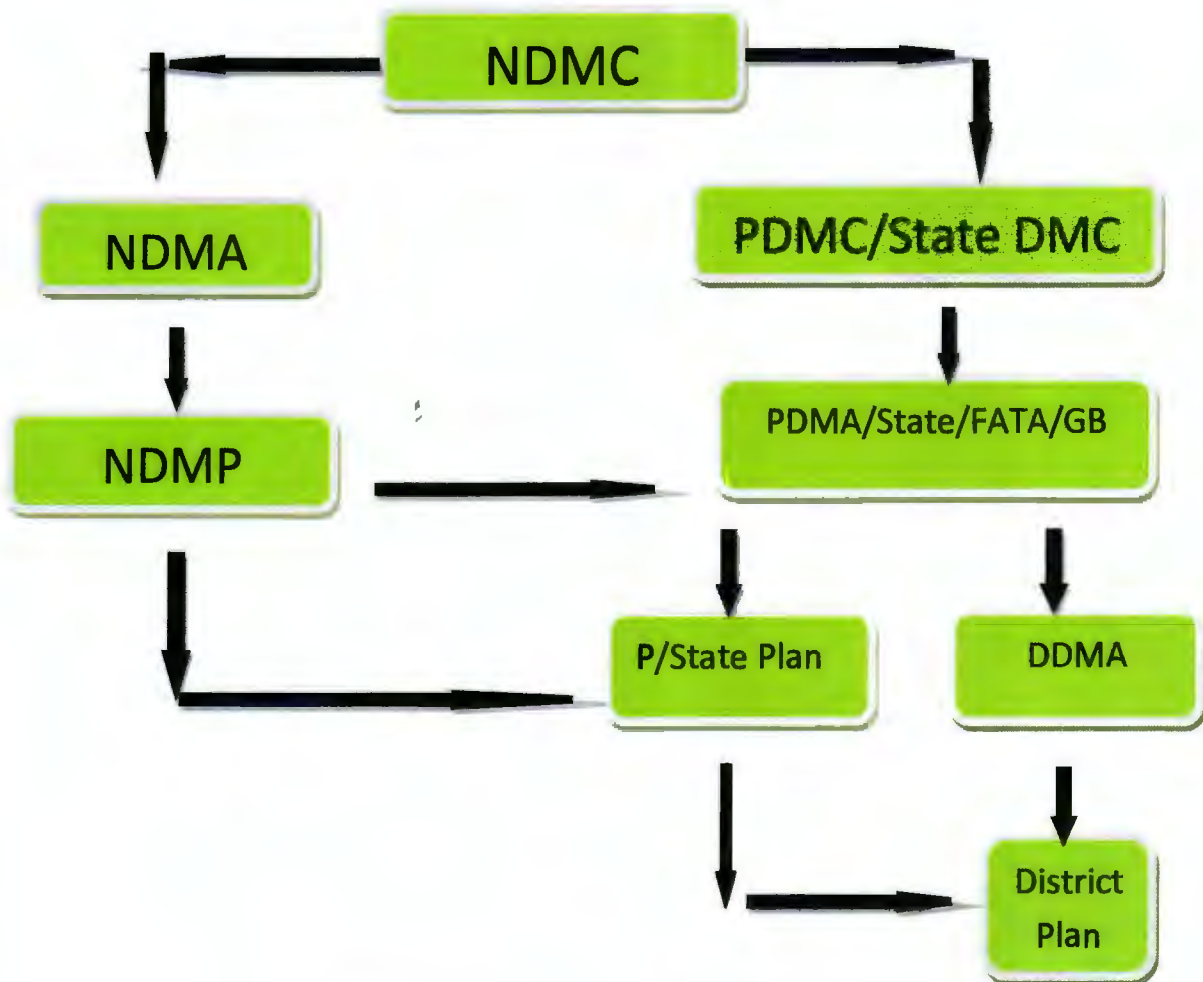 NDMC
NDMA
PDMC/State DMC
NDMP
PDMA/State/FATA/GB
P/State Plan
DDMA
District
Plan